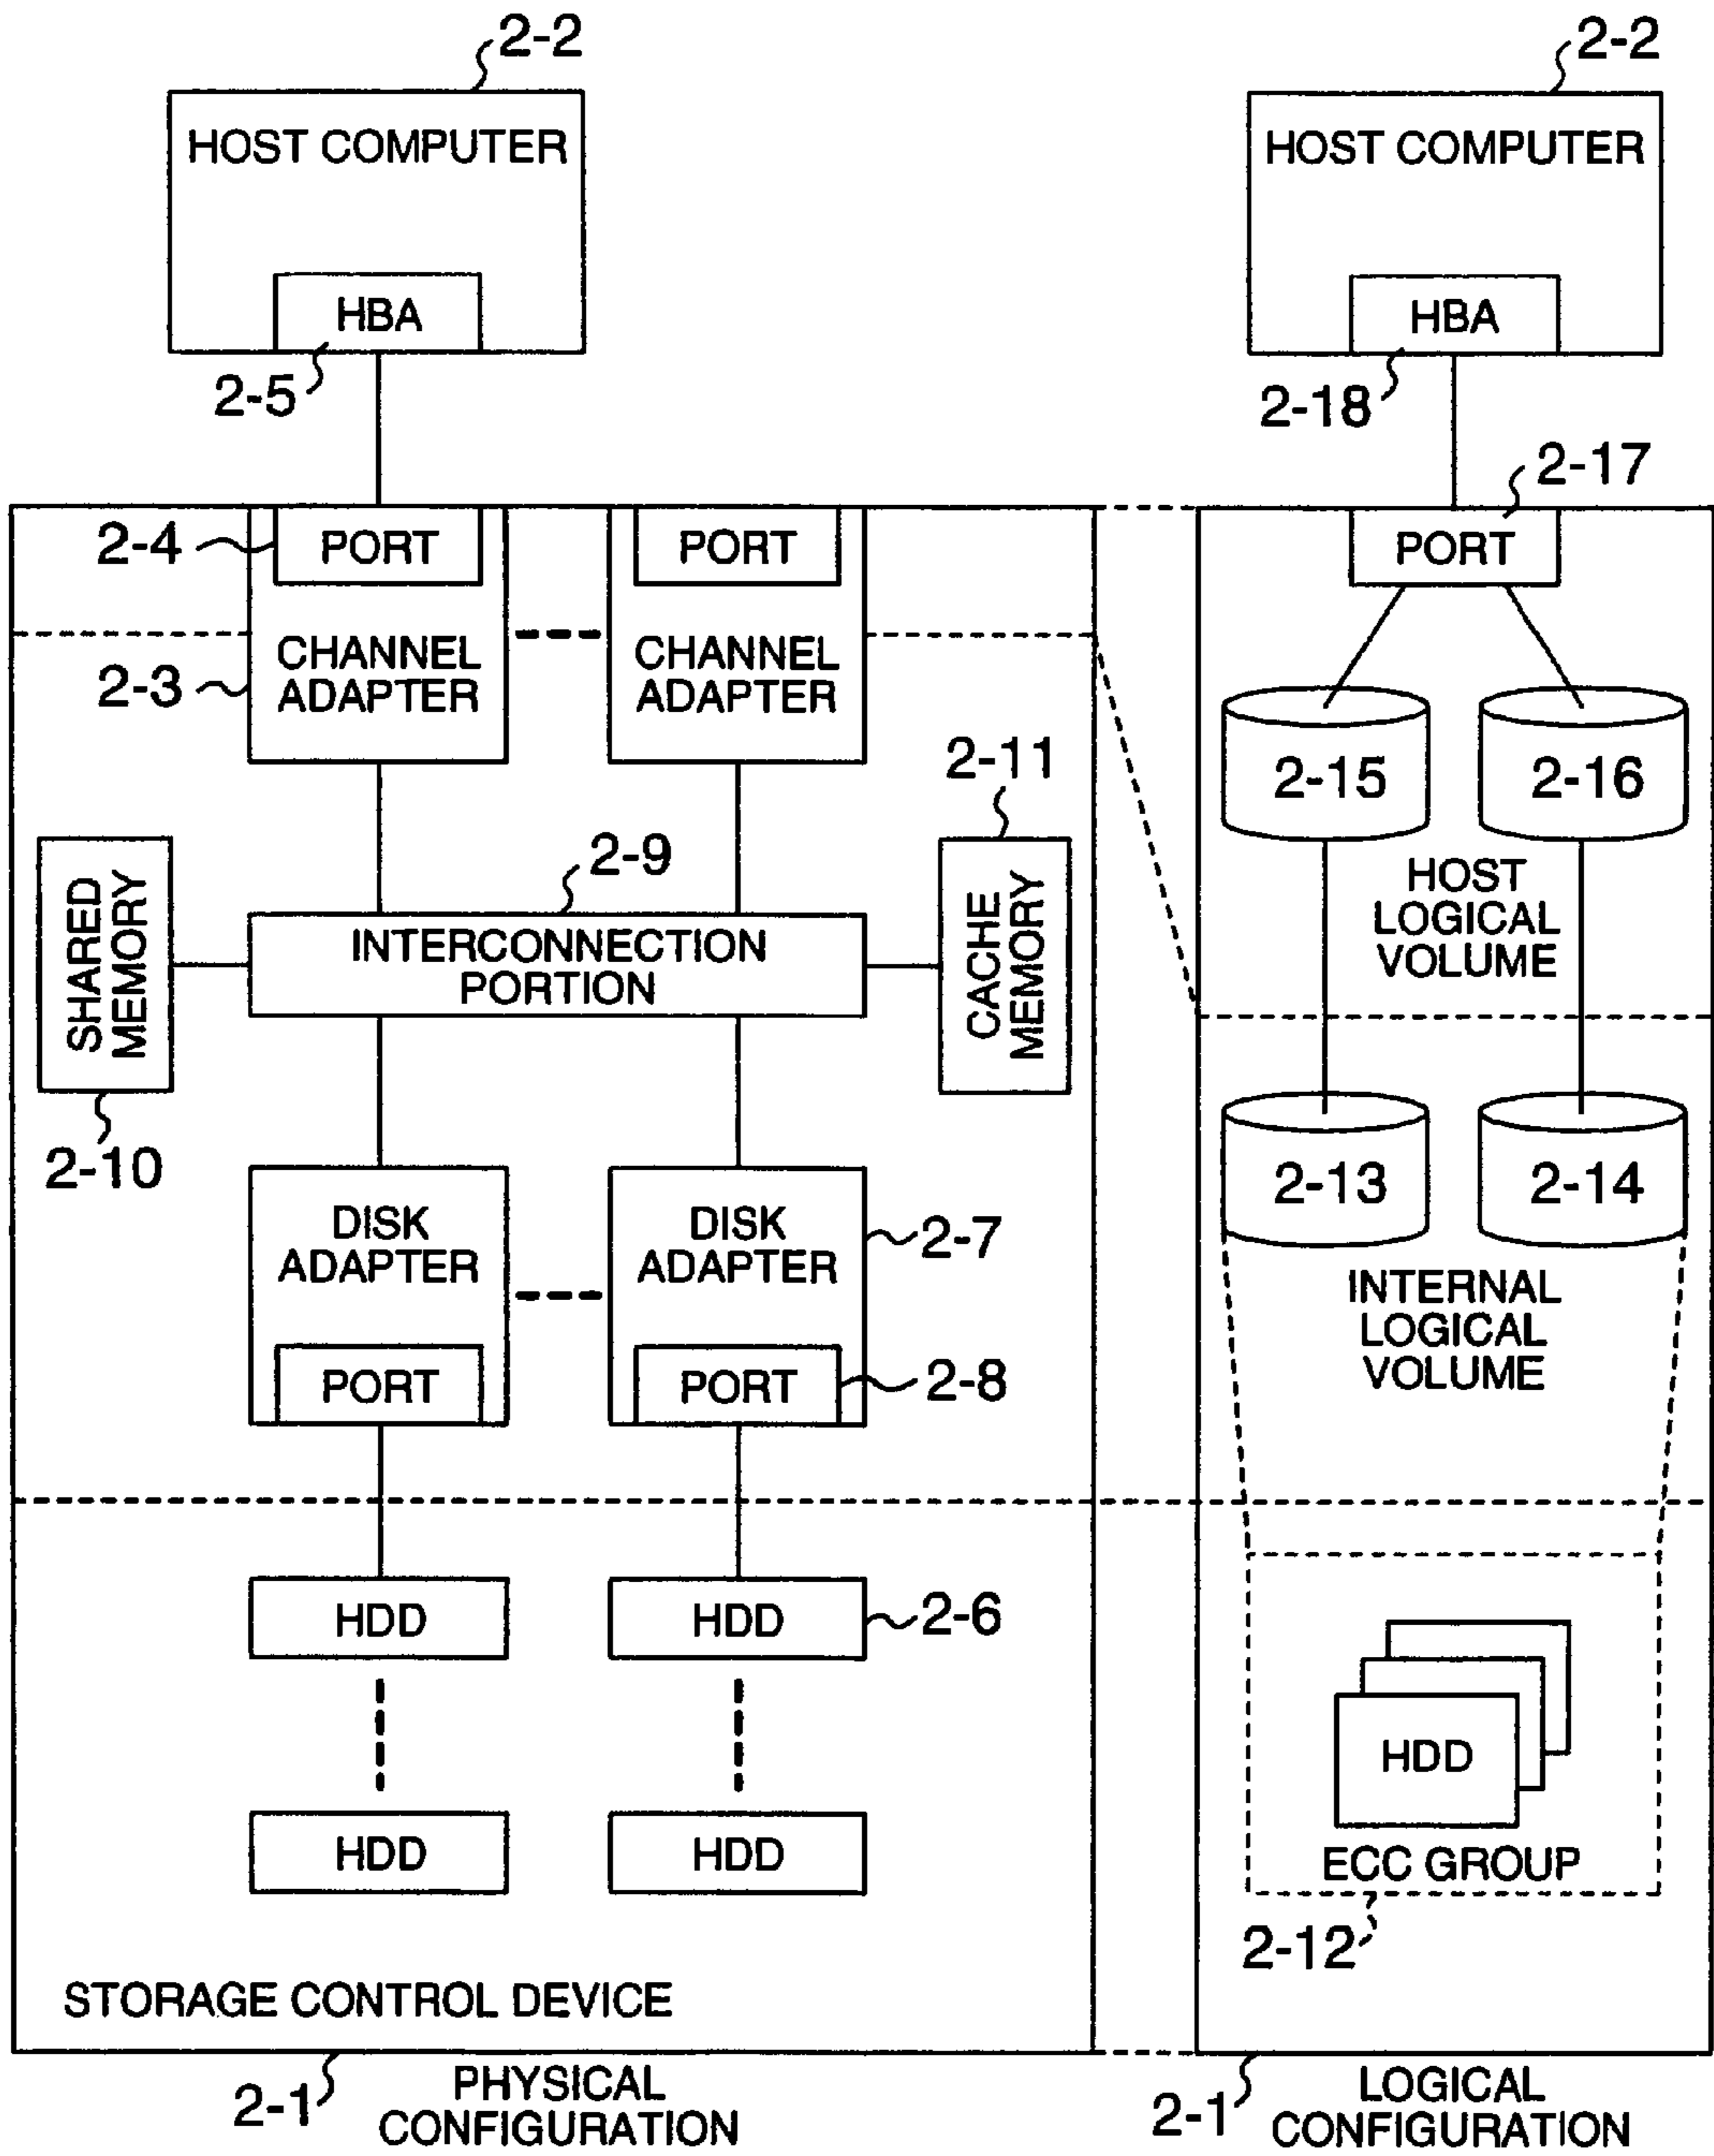 2-2
HOST COMPUTER
HBA
2-5
2-4
PORT
PORT
CHANNEL
ADAPTER
CHANNEL
ADAPTER
2-3
2-11
2-9
SHARED
MEMORY
INTERCONNECTION
PORTION
CACHE
MEMORY
2-10
DISK
ADAPTER
DISK
ADAPTER
2-7
PORT
PORT
2-8
HDD
HDD
2-6
HDD
HDD
STORAGE CONTROL DEVICE
2-1
PHYSICAL
CONFIGURATION
2-2
HOST COMPUTER
HBA
2-18
2-17
PORT
2-15
2-16
HOST
LOGICAL
VOLUME
2-13
2-14
INTERNAL
LOGICAL
VOLUME
HDD
ECC GROUP
2-12
2-1
LOGICAL
CONFIGURATION